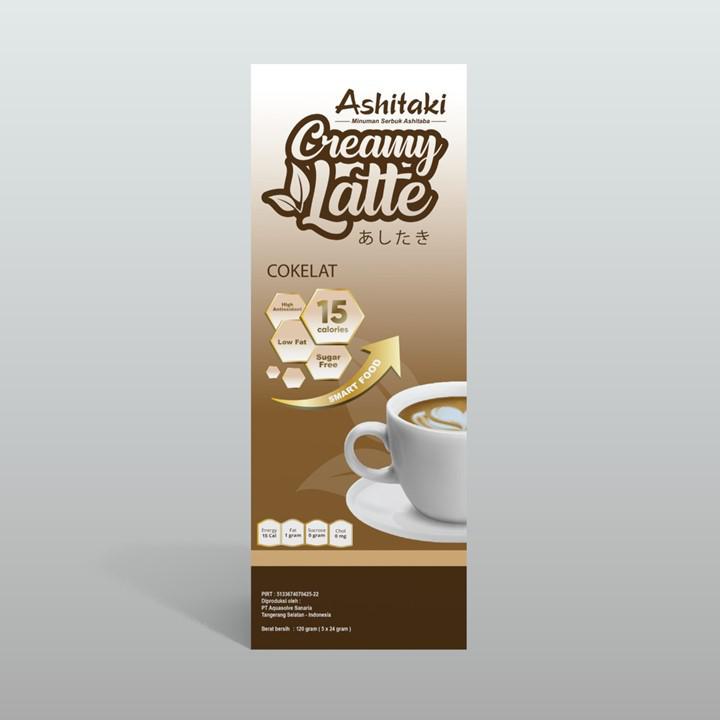 Ashitaki
Minuman Serbuk Ashitaba
Creamy
Latte
あしたき
COKELAT
High
Antioxidant
15
calories
Low Fat
Sugar
Free
SMART FOOD
Energy
15 Cal
Fat
1 gram
Sucrose
0 gram
Chol
0 mg
PIRT : 5133674070425-22
Diproduksi oleh :
PT Aquasolve Sanaria
Tangerang Selatan - Indonesia
Berat bersih : 120 gram ( 5 x 24 gram )